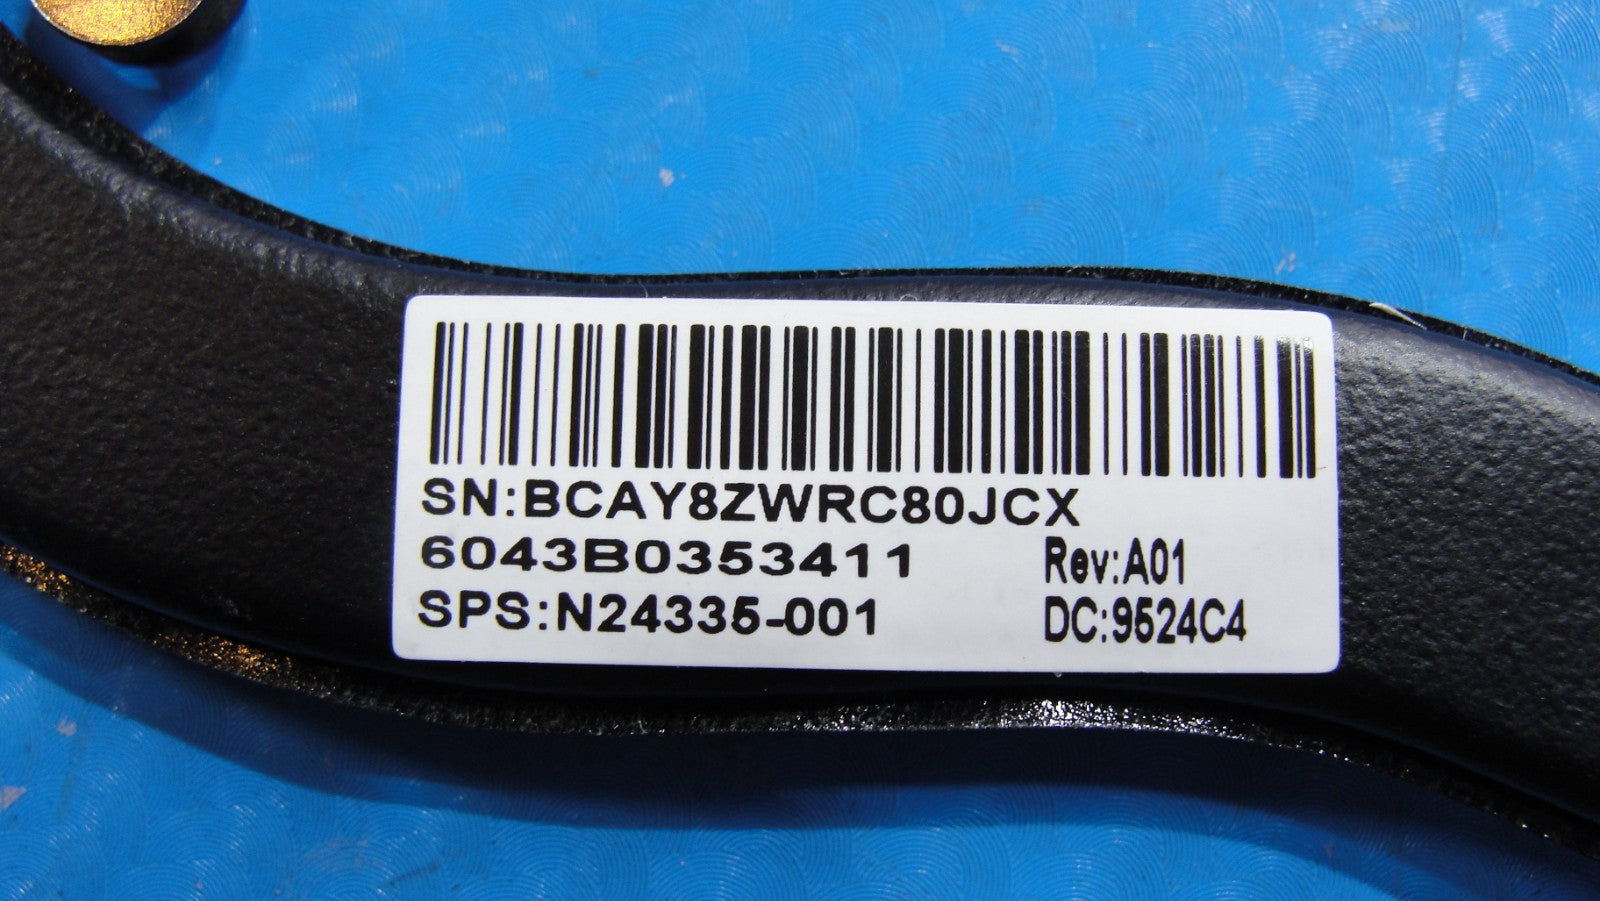 SN:BCAY8ZWRC80JCX
6043B0353411 Rev:A01
SPS:N24335-001 DC:9524C4